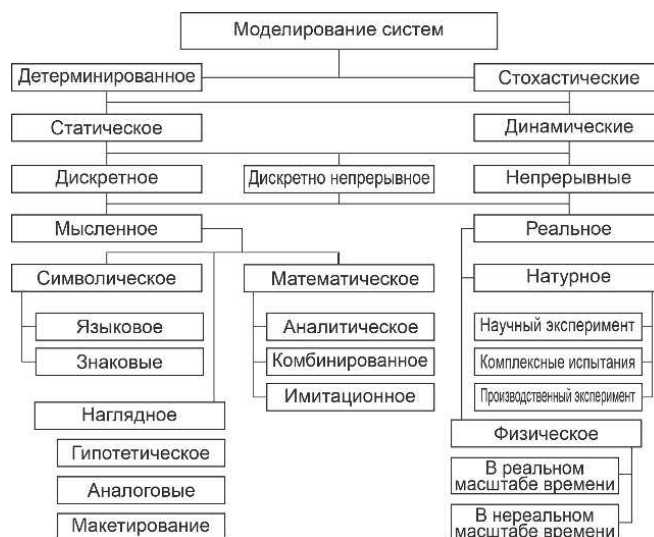 Моделирование систем
Детерминированное
Стохастические
Статическое
Динамические
Дискретное
Дискретно непрерывное
Непрерывные
Мысленное
Реальное
Символическое
Математическое
Натурное
Языковое
Аналитическое
Научный эксперимент
Знаковые
Комбинированное
Комплексные испытания
Имитационное
Производственный эксперимент
Наглядное
Физическое
Гипотетическое
В реальном
масштабе времени
Аналоговые
Макетирование
В нереальном
масштабе времени